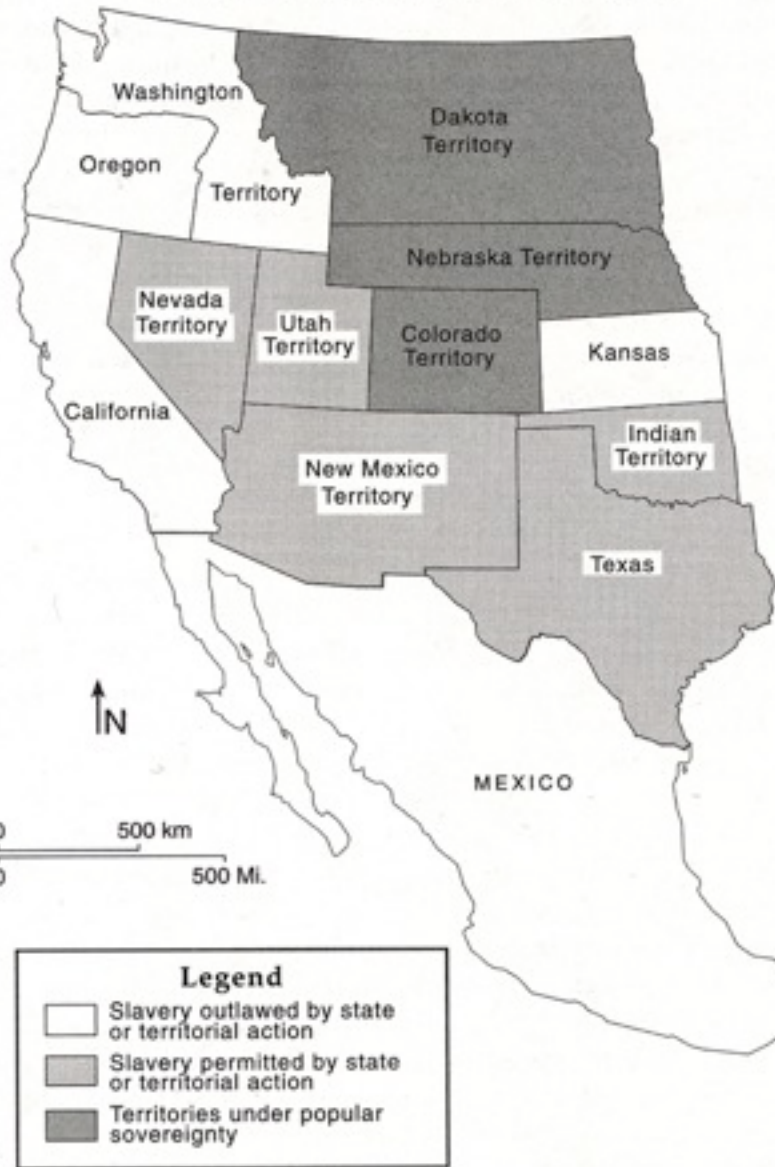 Washington
Territory
Oregon
Dakota
Territory
Nebraska Territory
Nevada
Territory
Utah
Territory
Colorado
Territory
Kansas
California
New Mexico
Territory
Indian
Territory
Texas
N
MEXICO
0 500 km
0 500 Mi.
Legend
Slavery outlawed by state
or territorial action
Slavery permitted by state
or territorial action
Territories under popular
sovereignty